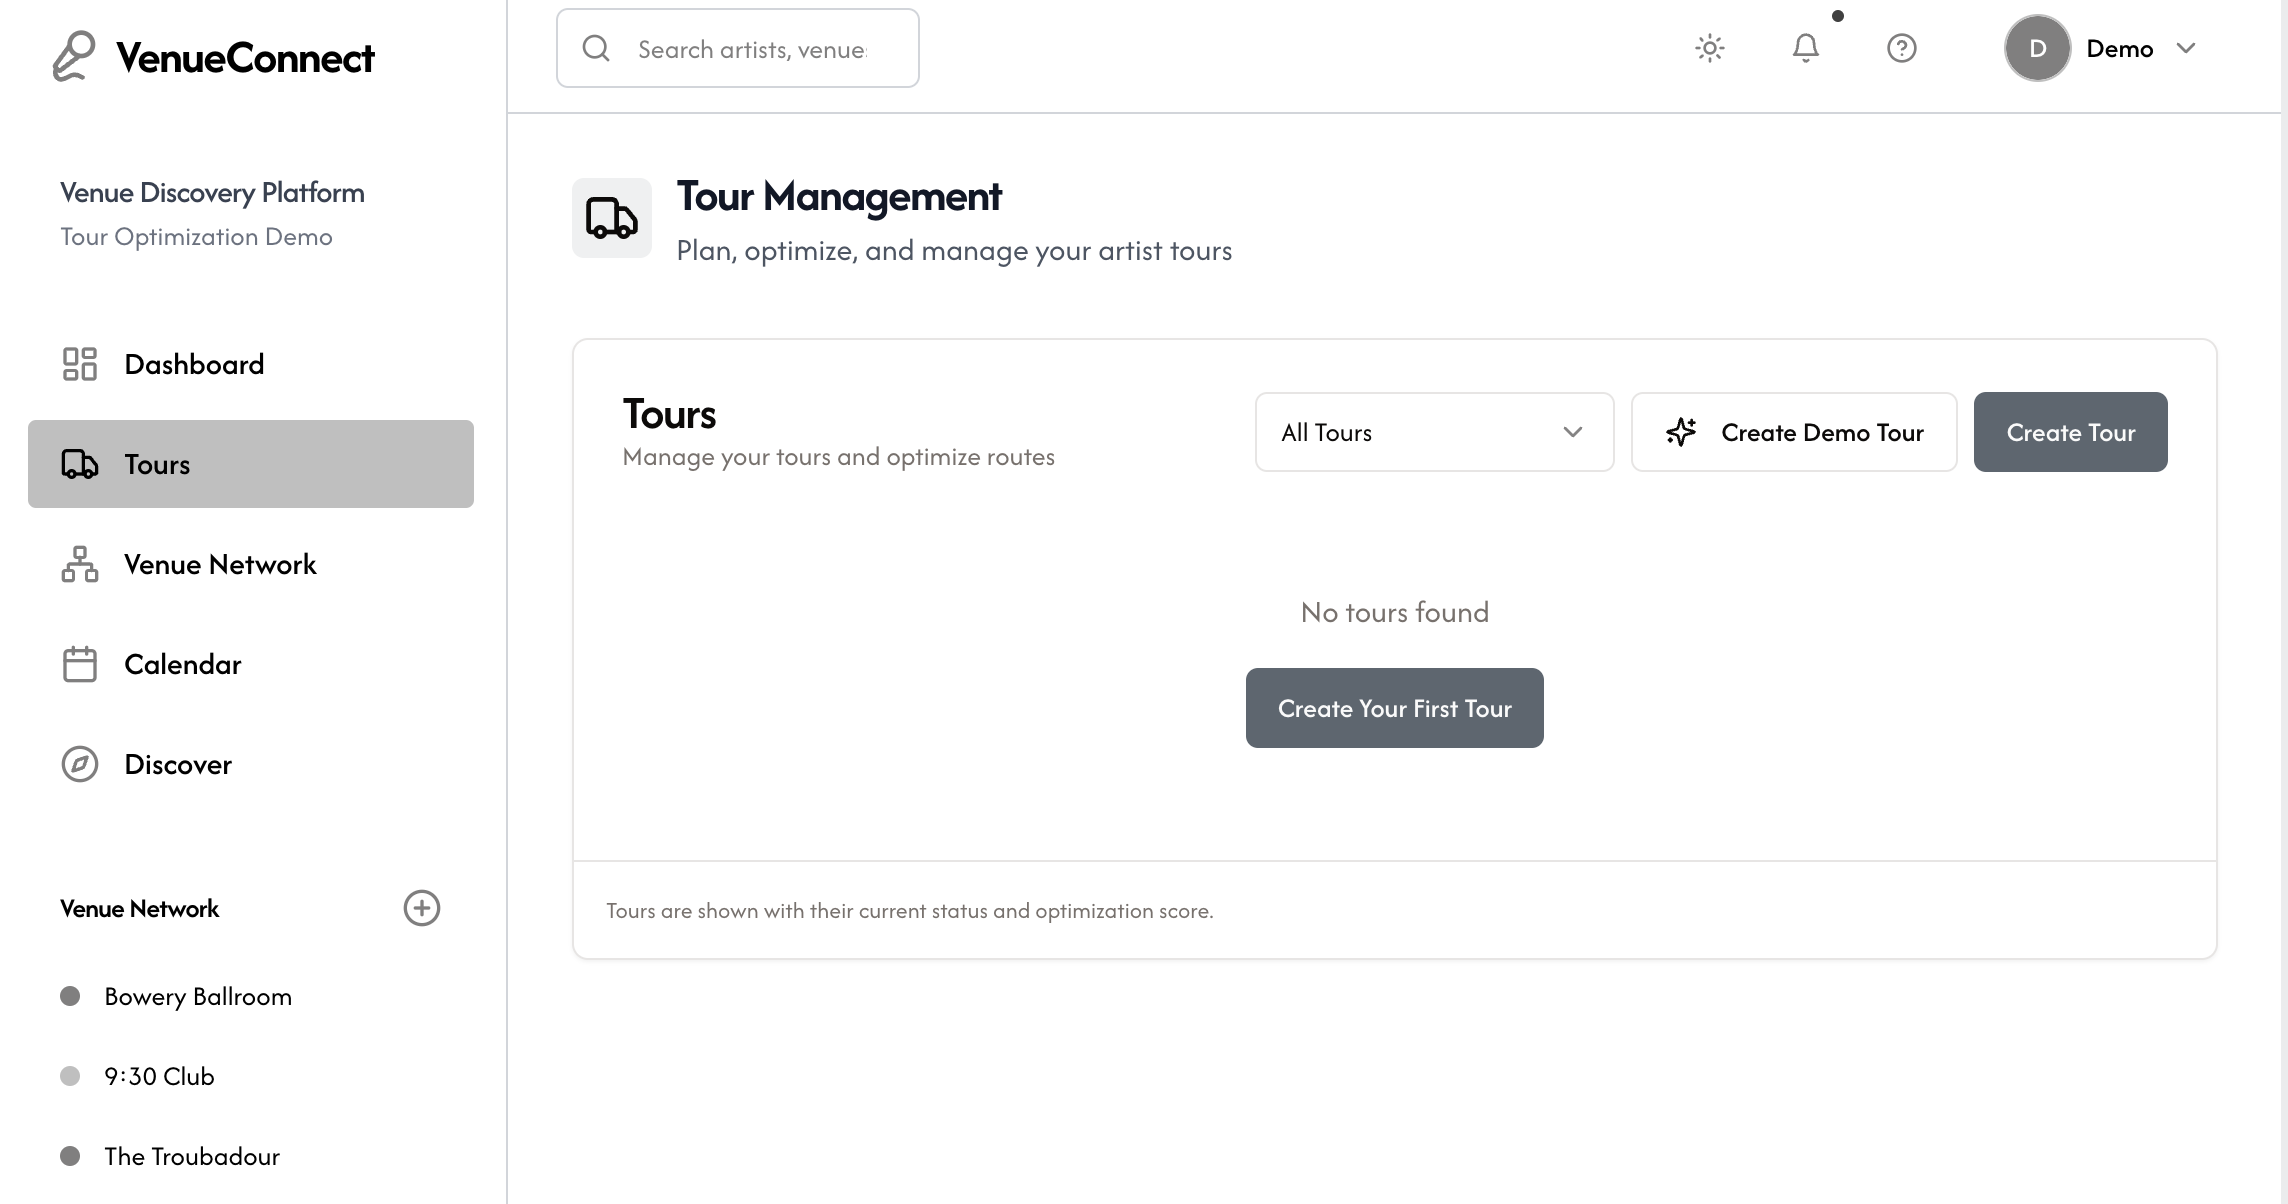 VenueConnect
Search artists, venue
D
Demo
Venue Discovery Platform
Tour Optimization Demo
Dashboard
Tours
Venue Network
Calendar
Discover
Venue Network
Bowery Ballroom
9:30 Club
The Troubadour
Tour Management
Plan, optimize, and manage your artist tours
Tours
Manage your tours and optimize routes
All Tours
Create Demo Tour
Create Tour
No tours found
Create Your First Tour
Tours are shown with their current status and optimization score.